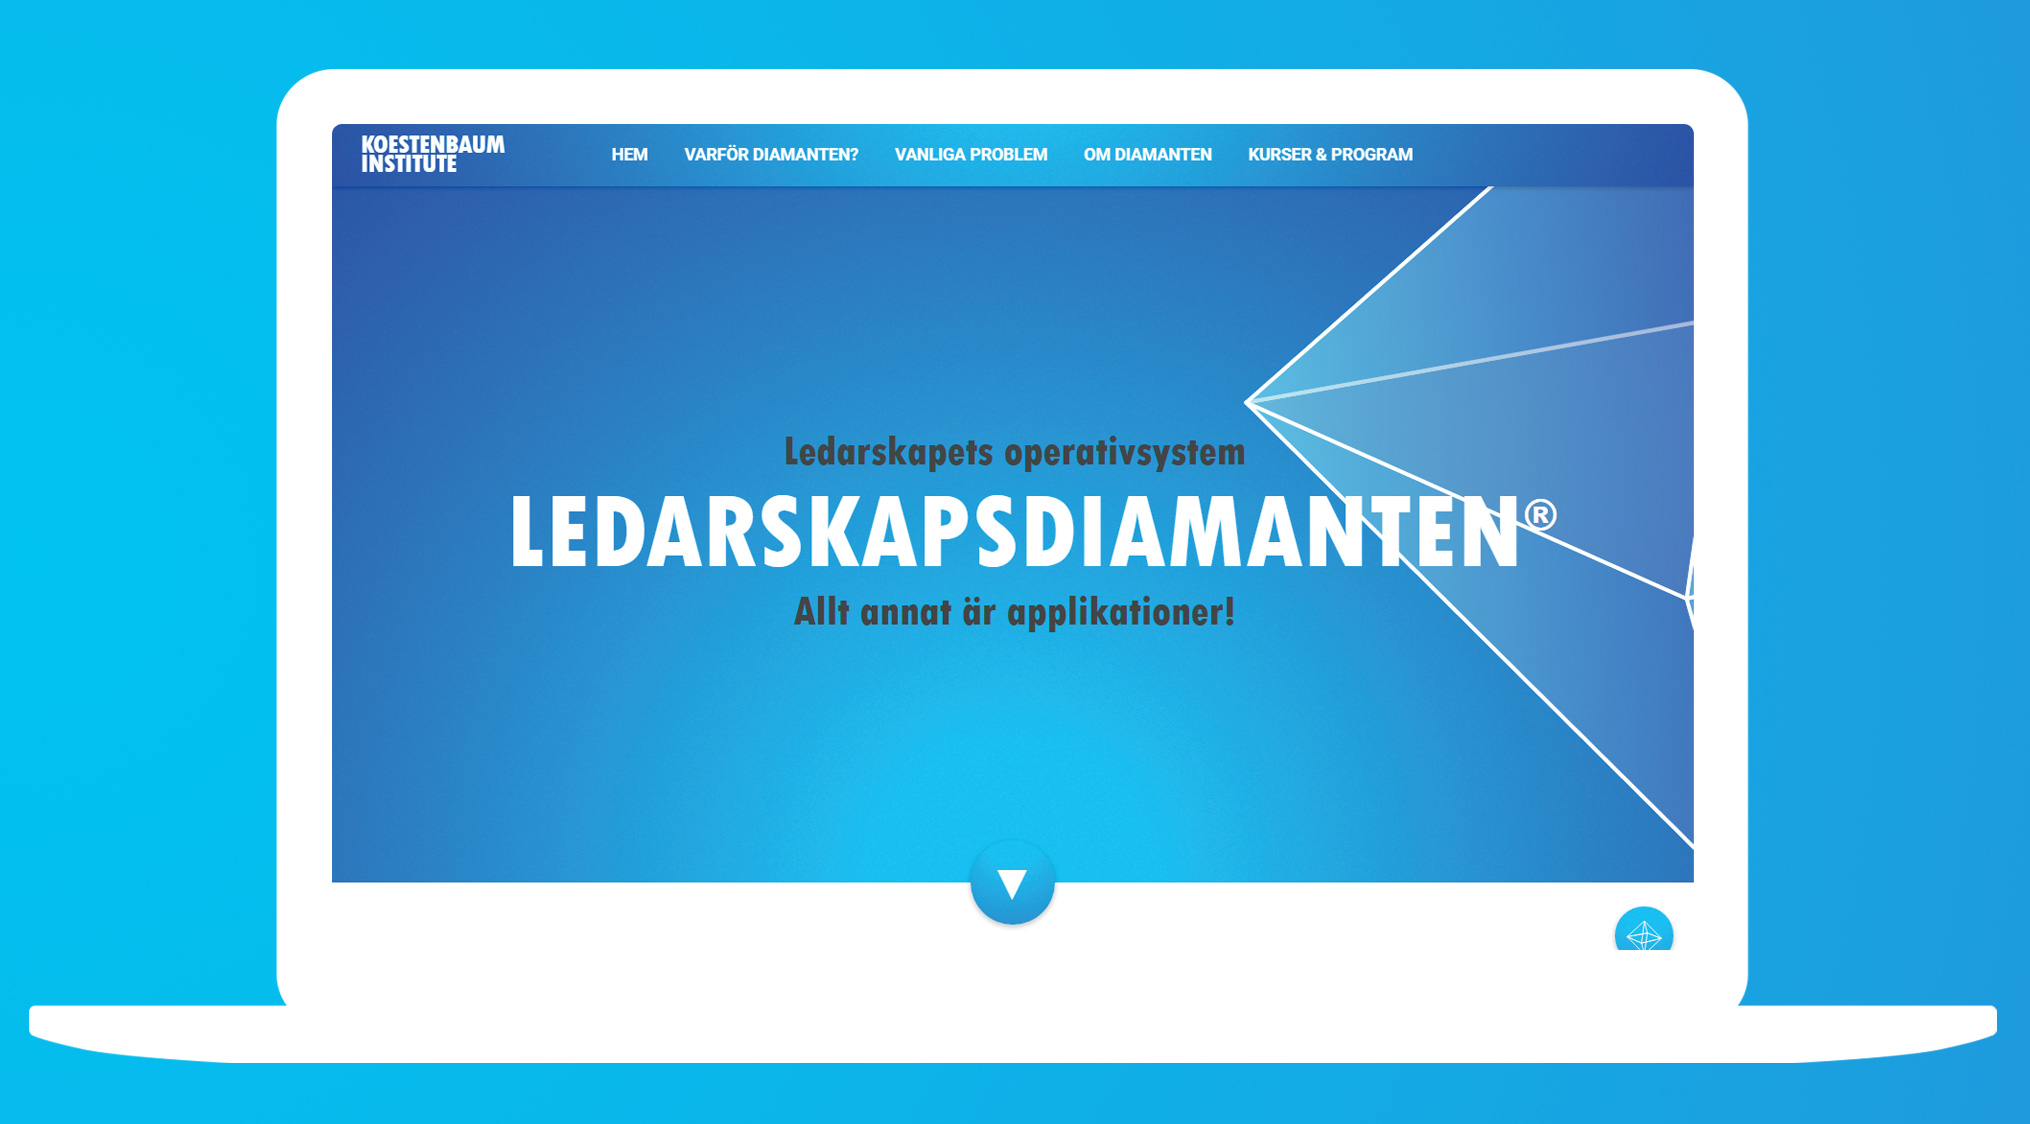 KOESTENBAUM
INSTITUTE
HEM VARFÖR DIAMANTEN? VANLIGA PROBLEM OM DIAMANTEN KURSER & PROGRAM
Ledarskapets operativsystem
LEDARSKAPSDIAMANTEN®
Allt annat är applikationer!